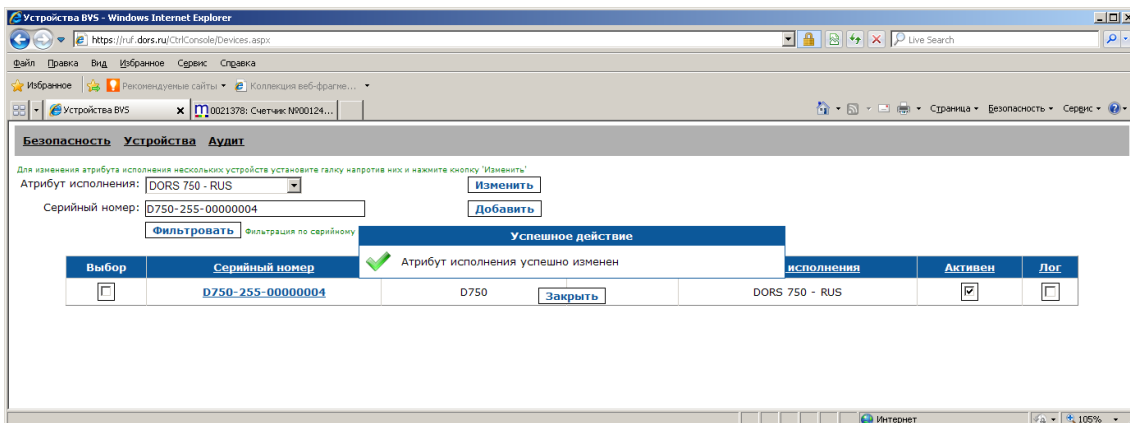 Устройства BVS - Windows Internet Explorer
https://ruf.dors.ru/CtrlConsole/Devices.aspx
Live Search
Файл Правка Вид Избранное Сервис Справка
Избранное Рекомендуемые сайты Коллекция веб-фрагме...
Устройства BVS 0021378: Счетчик №00124... Страница Безопасность Сервис
Безопасность Устройства Аудит
Для изменения атрибута исполнения нескольких устройств установите галку напротив них и нажмите кнопку 'Изменить'
Атрибут исполнения: DORS 750 - RUS Изменить
Серийный номер: D750-255-00000004 Добавить
Фильтровать Фильтрация по серийному
Успешное действие
Атрибут исполнения успешно изменен
Выбор Серийный номер исполнения Активен Лог
D750-255-00000004 D750 Закрыть DORS 750 - RUS
Интернет 105%